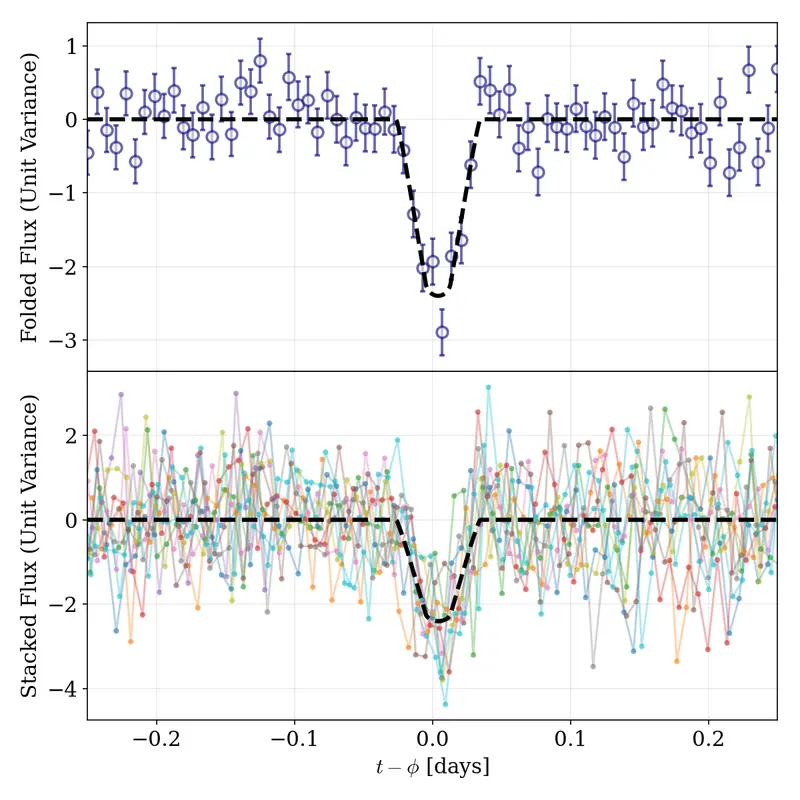 Folded Flux (Unit Variance)
1
0
−1
−2
−3
Stacked Flux (Unit Variance)
2
0
−2
−4
−0.2 −0.1 0.0 0.1 0.2
t − ϕ [days]